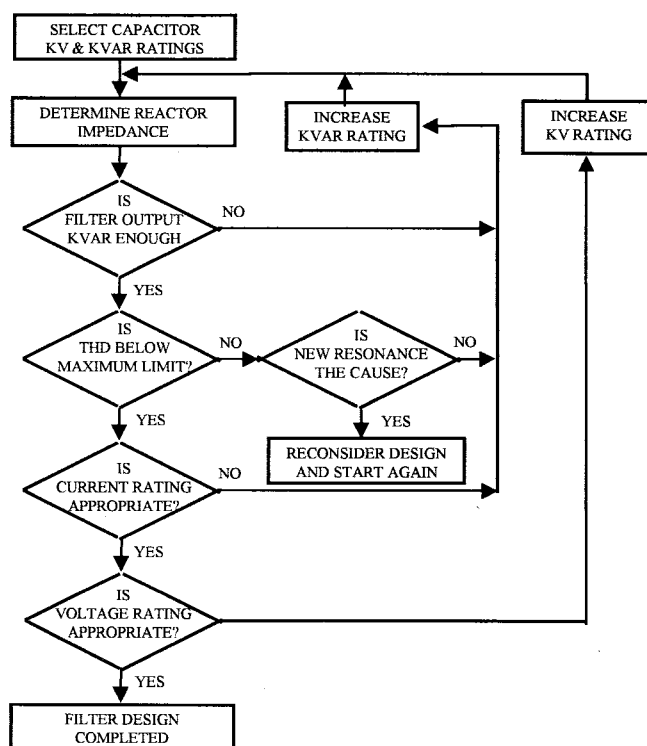 SELECT CAPACITOR
KV & KVAR RATINGS
DETERMINE REACTOR
IMPEDANCE
INCREASE
KVAR RATING
INCREASE
KV RATING
IS
FILTER OUTPUT
KVAR ENOUGH
NO
YES
IS
THD BELOW
MAXIMUM LIMIT?
NO
IS
NEW RESONANCE
THE CAUSE?
NO
YES
YES
RECONSIDER DESIGN
AND START AGAIN
IS
CURRENT RATING
APPROPRIATE?
NO
YES
IS
VOLTAGE RATING
APPROPRIATE?
YES
FILTER DESIGN
COMPLETED